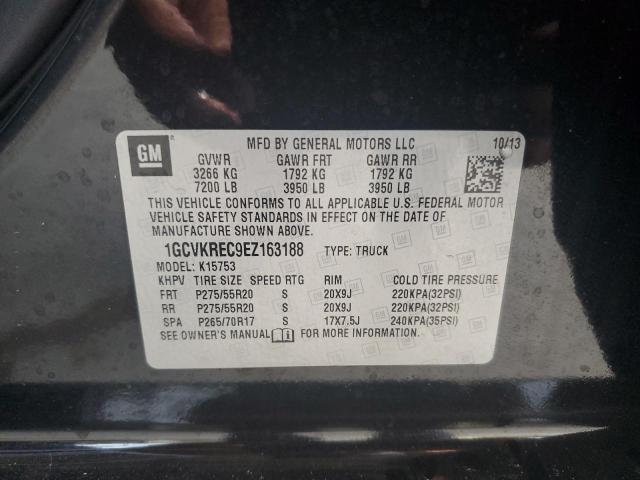 GM
MFD BY GENERAL MOTORS LLC 10/13
GVWR GAWR FRT GAWR RR
3266 KG 1792 KG 1792 KG
7200 LB 3950 LB 3950 LB
THIS VEHICLE CONFORMS TO ALL APPLICABLE U.S. FEDERAL MOTOR
VEHICLE SAFETY STANDARDS IN EFFECT ON THE DATE OF
MANUFACTURE SHOWN ABOVE.
1GCVKREC9EZ163188 TYPE: TRUCK
MODEL: K15753
KHPV TIRE SIZE SPEED RTG RIM COLD TIRE PRESSURE
FRT P275/55R20 S 20X9J 220KPA(32PSI)
RR P275/55R20 S 20X9J 220KPA(32PSI)
SPA P265/70R17 S 17X7.5J 240KPA(35PSI)
SEE OWNER'S MANUAL FOR MORE INFORMATION.